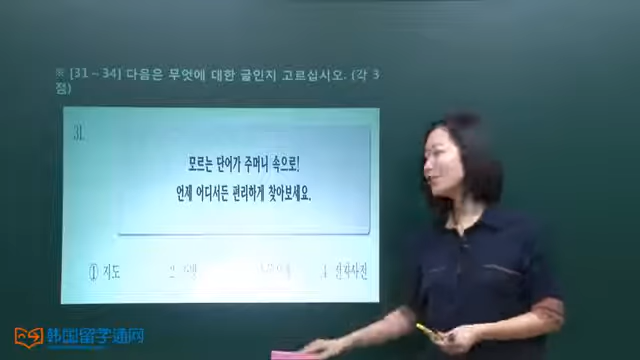 ※ [31～34] 다음은 무엇에 대한 글인지 고르십시오. (각 3
점)
31.
모르는 단어가 주머니 속으로!
언제 어디서든 편리하게 찾아보세요.
① 지도 4 전자사전
韩国留学通网